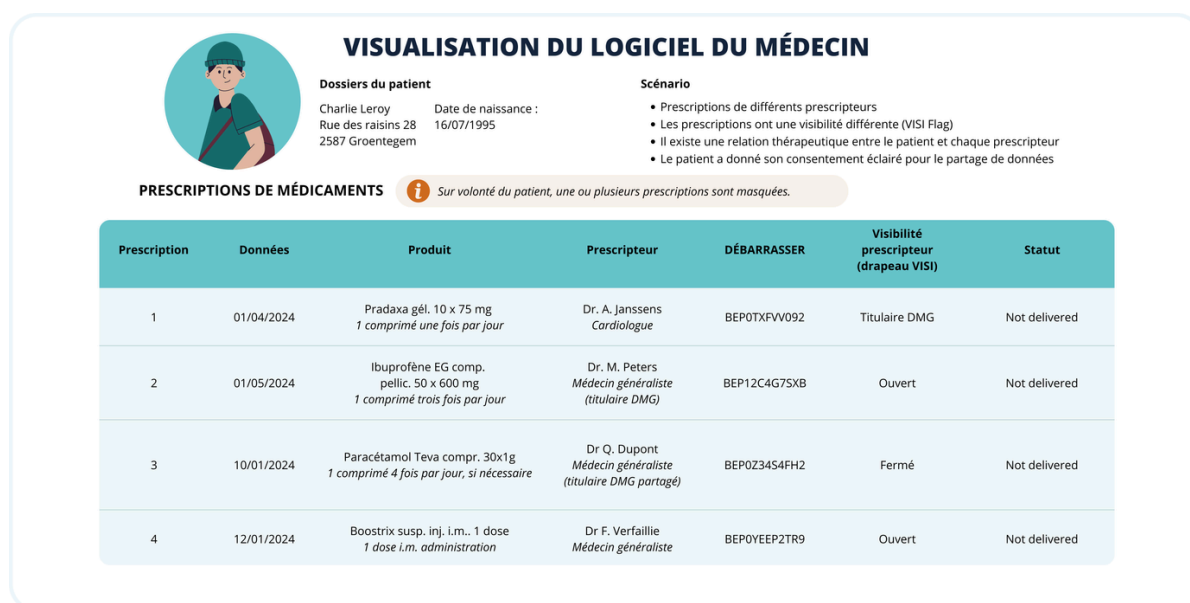 VISUALISATION DU LOGICIEL DU MÉDECIN
Dossiers du patient
Charlie Leroy
Rue des raisins 28
2587 Groentegem
Date de naissance :
16/07/1995
Scénario
• Prescriptions de différents prescripteurs
• Les prescriptions ont une visibilité différente (VISI Flag)
• Il existe une relation thérapeutique entre le patient et chaque prescripteur
• Le patient a donné son consentement éclairé pour le partage de données
PRESCRIPTIONS DE MÉDICAMENTS
i Sur volonté du patient, une ou plusieurs prescriptions sont masquées.
Prescription Données Produit Prescripteur DÉBARRASSER Visibilité prescripteur (drapeau VISI) Statut
1 01/04/2024 Pradaxa gél. 10 x 75 mg
1 comprimé une fois par jour
Dr. A. Janssens
Cardiologue
BEP0TXFVV092 Titulaire DMG Not delivered
2 01/05/2024 Ibuprofène EG comp.
pellic. 50 x 600 mg
1 comprimé trois fois par jour
Dr. M. Peters
Médecin généraliste
(titulaire DMG)
BEP12C4G7SXB Ouvert Not delivered
3 10/01/2024 Paracétamol Teva compr. 30x1g
1 comprimé 4 fois par jour, si nécessaire
Dr Q. Dupont
Médecin généraliste
(titulaire DMG partagé)
BEP0Z34S4FH2 Fermé Not delivered
4 12/01/2024 Boostrix susp. inj. i.m.. 1 dose
1 dose i.m. administration
Dr F. Verfaillie
Médecin généraliste
BEP0YEEP2TR9 Ouvert Not delivered